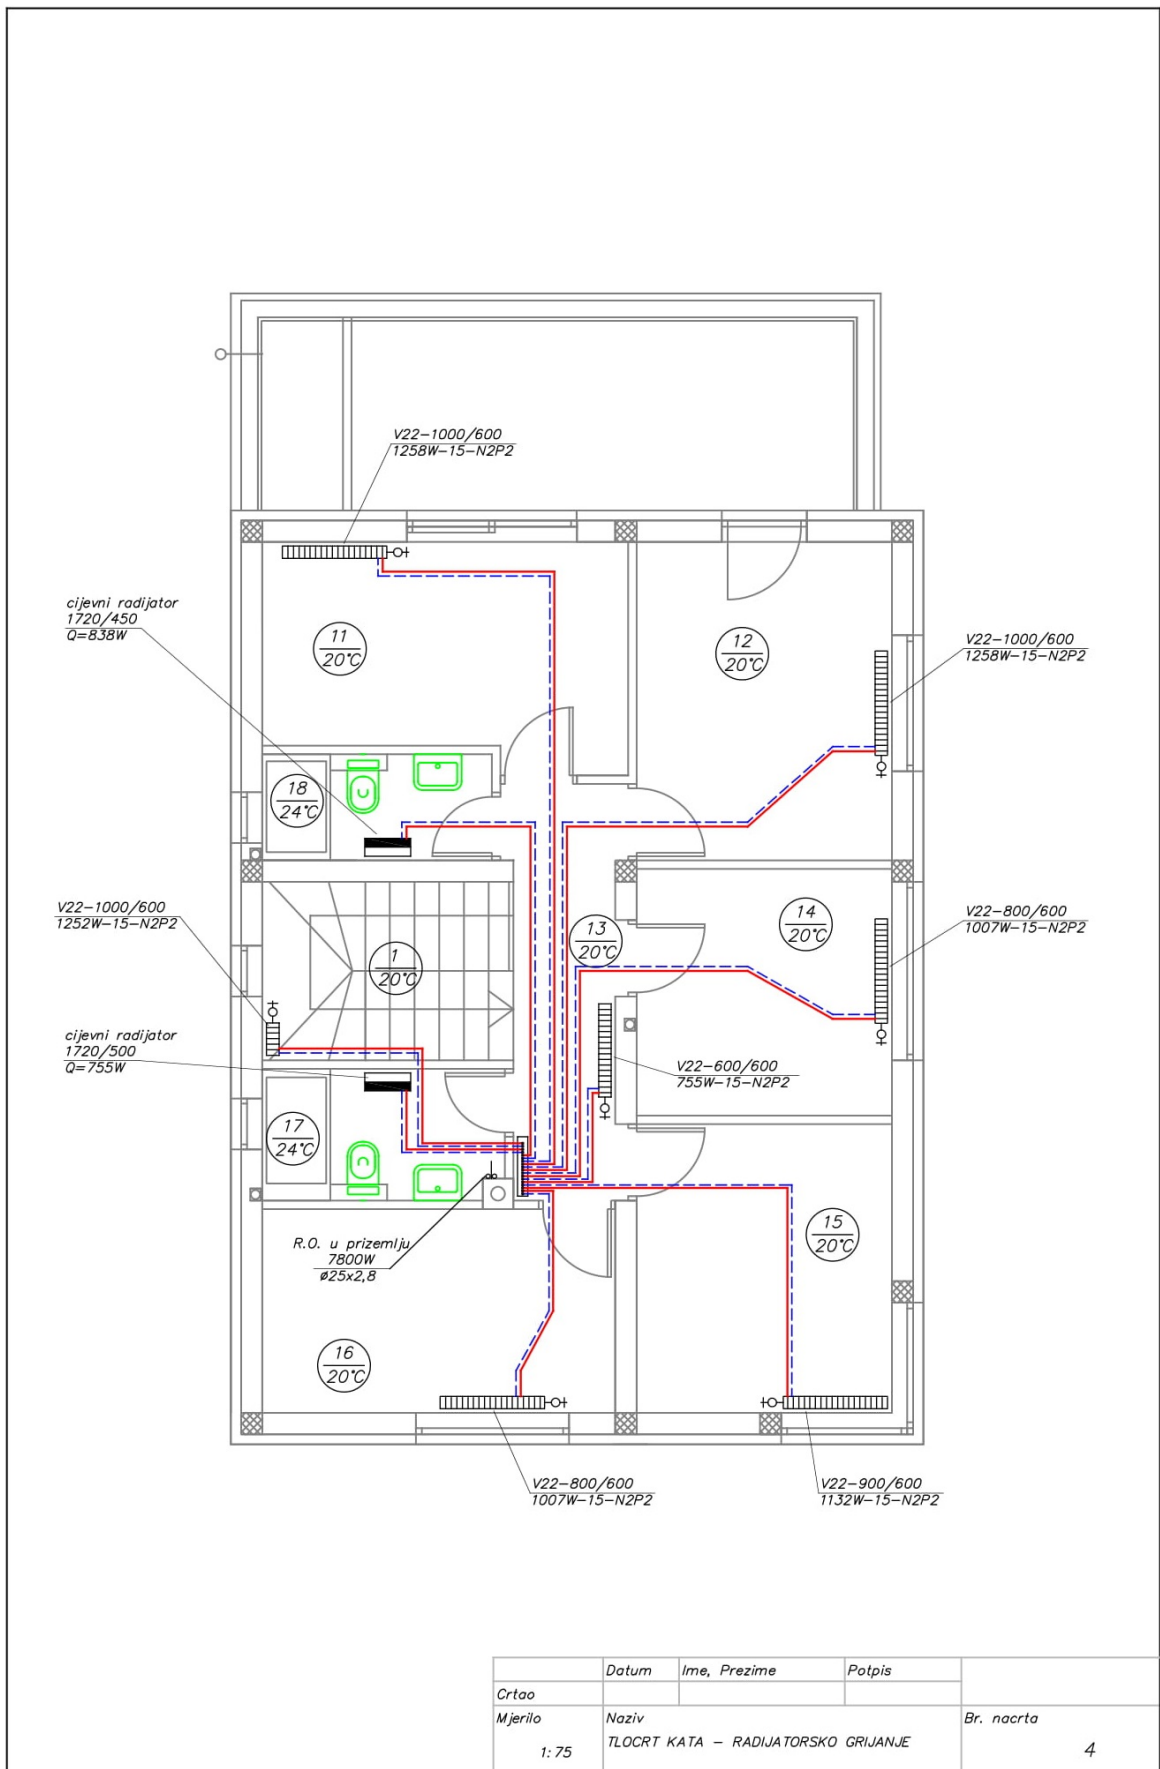 V22-1000/600
1258W-15-N2P2
cijevni radijator
1720/450
Q=838W
11
20°C
12
20°C
V22-1000/600
1258W-15-N2P2
18
24°C
V22-1000/600
1252W-15-N2P2
1
20°C
13
20°C
14
20°C
V22-800/600
1007W-15-N2P2
cijevni radijator
1720/500
Q=755W
V22-600/600
755W-15-N2P2
17
24°C
R.O. u prizemlju
7800W
ø25x2,8
15
20°C
16
20°C
V22-800/600
1007W-15-N2P2
V22-900/600
1132W-15-N2P2
Datum Ime, Prezime Potpis
Crtao
Mjerilo Naziv Br. nacrta
1:75 TLOCRT KATA - RADIJATORSKO GRIJANJE 4